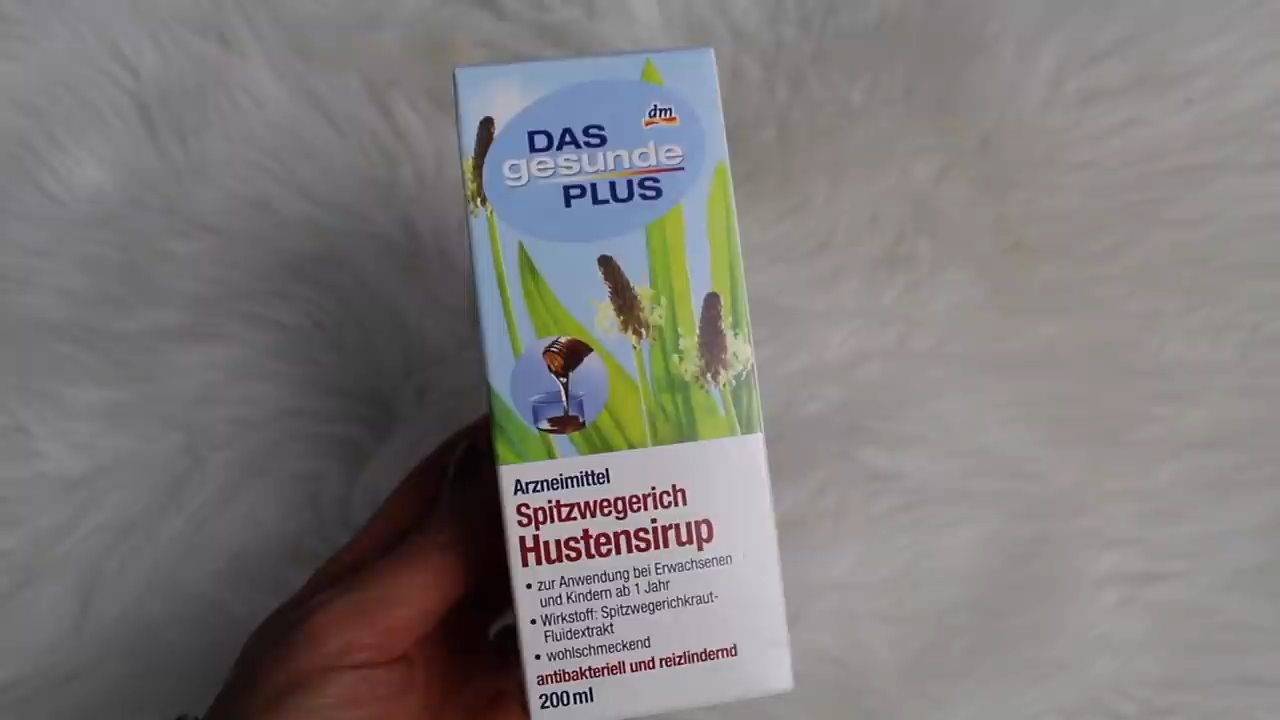 dm
DAS
gesunde
PLUS
Arzneimittel
Spitzwegerich
Hustensirup
• zur Anwendung bei Erwachsenen
und Kindern ab 1 Jahr
• Wirkstoff: Spitzwegerichkraut-
Fluidextrakt
• wohlschmeckend
antibakteriell und reizlindernd
200 ml